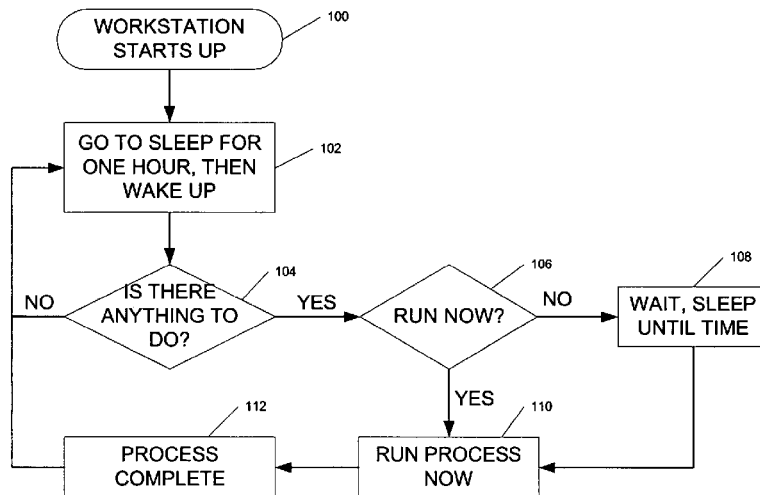 WORKSTATION
STARTS UP
100
GO TO SLEEP FOR
ONE HOUR, THEN
WAKE UP
102
IS THERE
ANYTHING TO
DO?
104
NO
YES
RUN NOW?
106
NO
YES
WAIT, SLEEP
UNTIL TIME
108
RUN PROCESS
NOW
110
PROCESS
COMPLETE
112